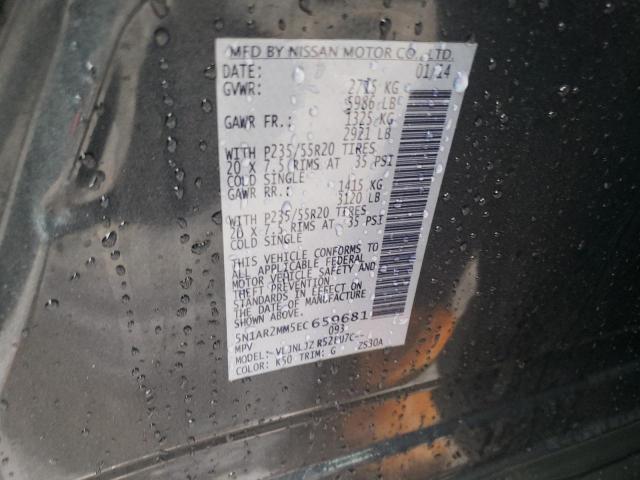 MFD BY NISSAN MOTOR CO., LTD.
DATE: 01/24
GVWR: 2715 KG
5986 LB
GAWR FR.: 1325 KG
2921 LB
WITH P235/55R20 TIRES
20 X 7.5 RIMS AT 35 PSI
COLD SINGLE
GAWR RR.: 1415 KG
3120 LB
WITH P235/55R20 TIRES
20 X 7.5 RIMS AT 35 PSI
COLD SINGLE
THIS VEHICLE CONFORMS TO
ALL APPLICABLE FEDERAL
MOTOR VEHICLE SAFETY AND
THEFT PREVENTION
STANDARDS IN EFFECT ON
THE DATE OF MANUFACTURE
SHOWN ABOVE.
5N1AR2MM5EC659681
MPV 093
MODEL: VLJNLJZ R52 ZS30A
COLOR: K50 TRIM: G